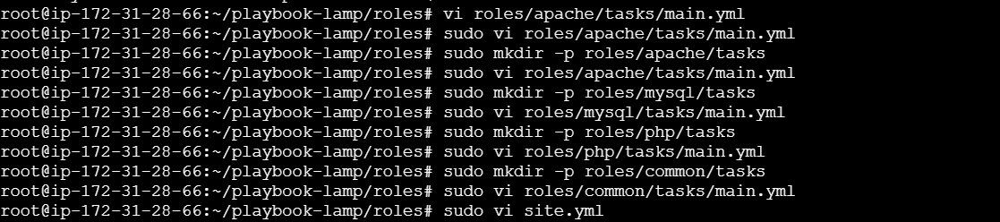 root@ip-172-31-28-66:~/playbook-lamp/roles# vi roles/apache/tasks/main.yml
root@ip-172-31-28-66:~/playbook-lamp/roles# sudo vi roles/apache/tasks/main.yml
root@ip-172-31-28-66:~/playbook-lamp/roles# sudo mkdir -p roles/apache/tasks
root@ip-172-31-28-66:~/playbook-lamp/roles# sudo vi roles/apache/tasks/main.yml
root@ip-172-31-28-66:~/playbook-lamp/roles# sudo mkdir -p roles/mysql/tasks
root@ip-172-31-28-66:~/playbook-lamp/roles# sudo vi roles/mysql/tasks/main.yml
root@ip-172-31-28-66:~/playbook-lamp/roles# sudo mkdir -p roles/php/tasks
root@ip-172-31-28-66:~/playbook-lamp/roles# sudo vi roles/php/tasks/main.yml
root@ip-172-31-28-66:~/playbook-lamp/roles# sudo mkdir -p roles/common/tasks
root@ip-172-31-28-66:~/playbook-lamp/roles# sudo vi roles/common/tasks/main.yml
root@ip-172-31-28-66:~/playbook-lamp/roles# sudo vi site.yml